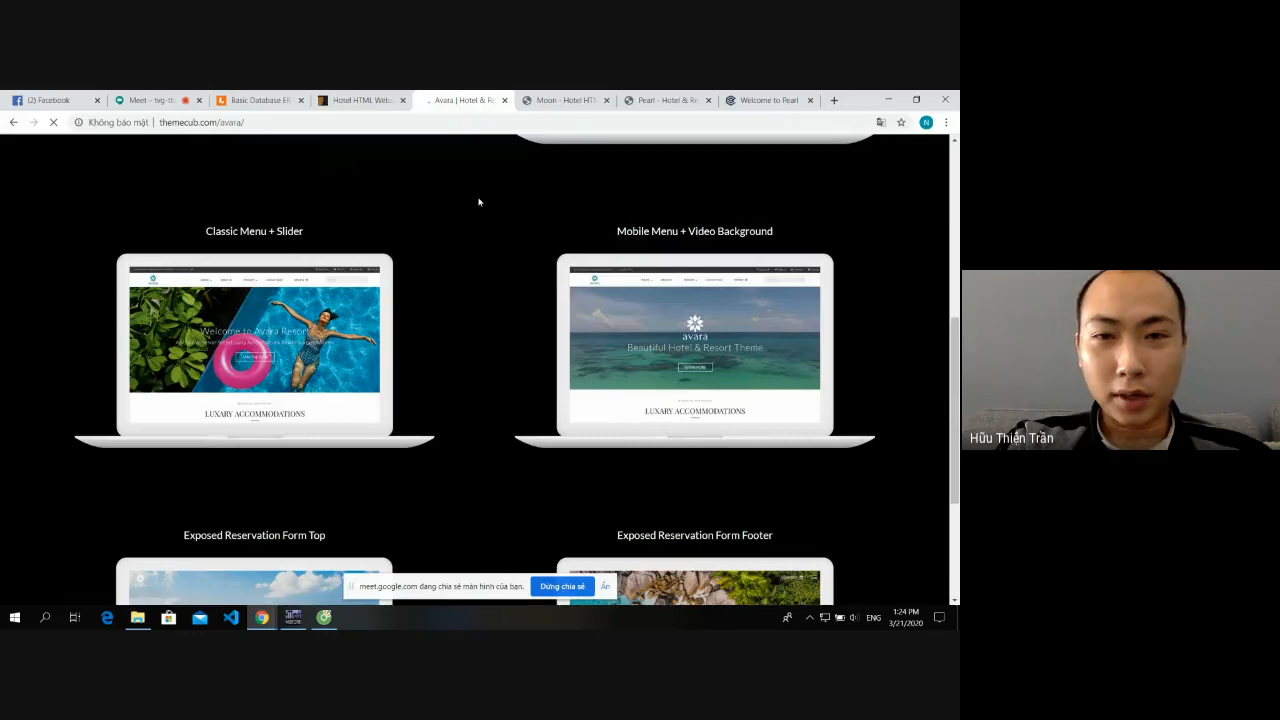 (2) Facebook
Meet – tvg-tb
Basic Database ER
Hotel HTML Web
Avara | Hotel & Re
Moon - Hotel HTM
Pearl - Hotel & Re
Welcome to Pearl
Không bảo mật | themecub.com/avara/
Classic Menu + Slider
Mobile Menu + Video Background
Welcome to Avara Resort
LUXARY ACCOMMODATIONS
avara
Beautiful Hotel & Resort Theme
LUXARY ACCOMMODATIONS
Exposed Reservation Form Top
Exposed Reservation Form Footer
meet.google.com đang chia sẻ màn hình của bạn.
Dừng chia sẻ
Ẩn
ENG
1:24 PM
3/21/2020
Hữu Thiện Trần